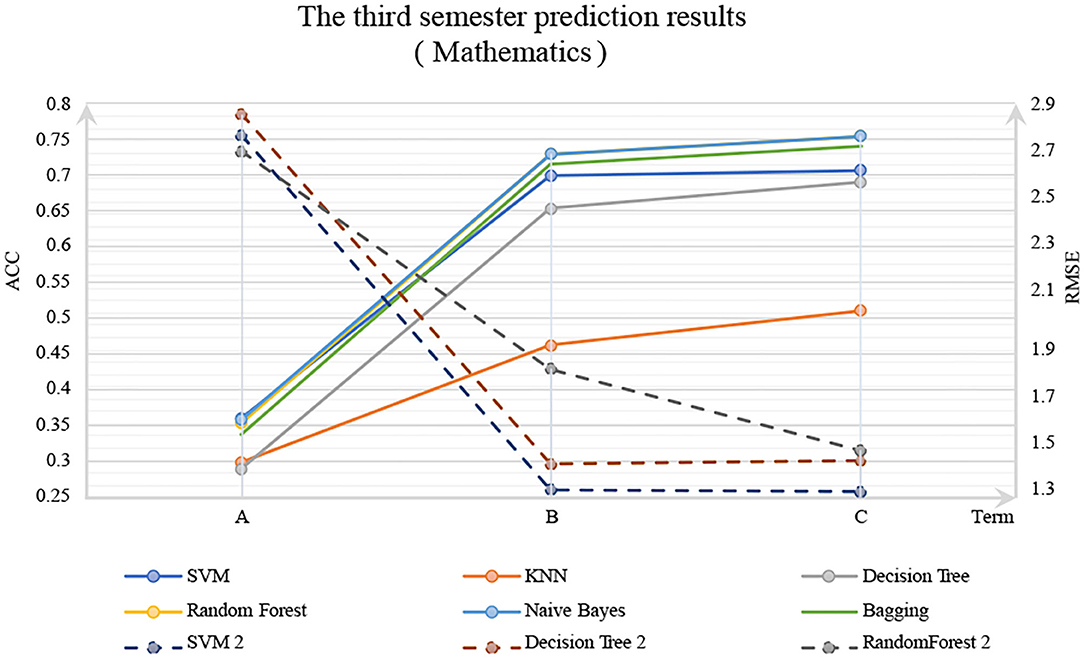 The third semester prediction results
( Mathematics )
0.8
0.75
0.7
0.65
0.6
0.55
0.5
0.45
0.4
0.35
0.3
0.25
ACC
2.9
2.7
2.5
2.3
2.1
1.9
1.7
1.5
1.3
RMSE
A B C Term
SVM KNN Decision Tree
Random Forest Naive Bayes Bagging
SVM 2 Decision Tree 2 RandomForest 2